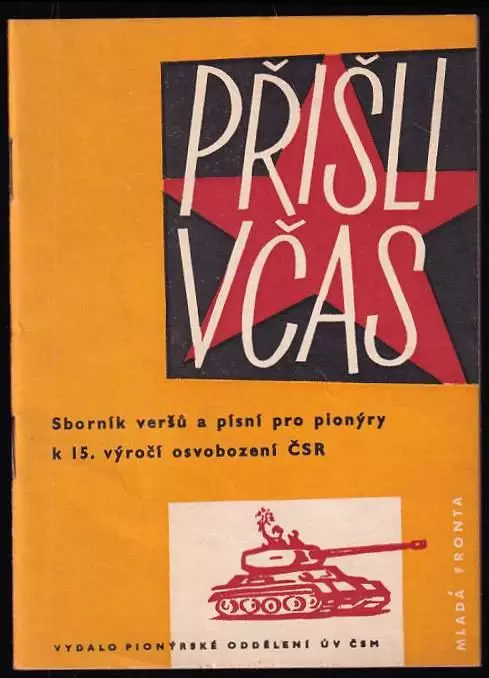 PŘIŠLI
VČAS
Sborník veršů a písní pro pionýry
k 15. výročí osvobození ČSR
MLADÁ FRONTA
VYDALO PIONÝRSKÉ ODDĚLENÍ ÚV ČSM